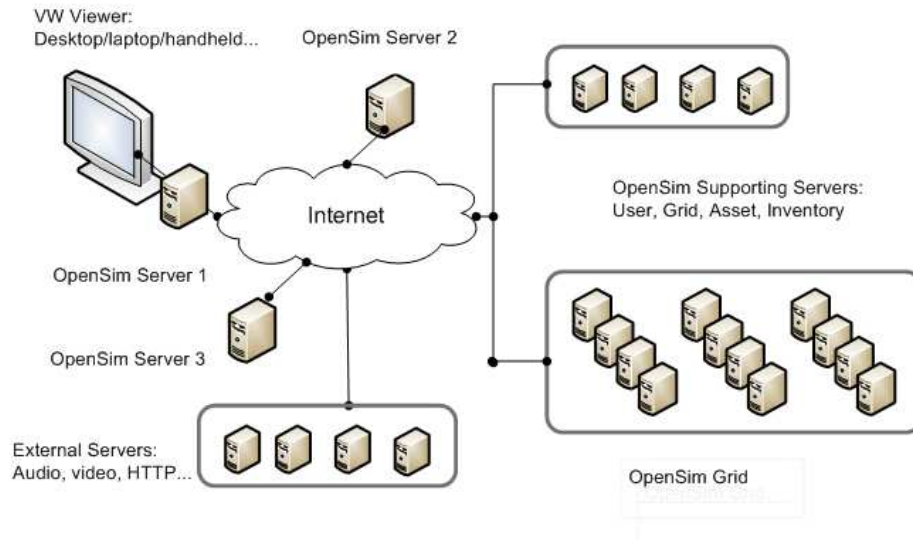 VW Viewer:
Desktop/laptop/handheld...
OpenSim Server 2
Internet
OpenSim Supporting Servers:
User, Grid, Asset, Inventory
OpenSim Server 1
OpenSim Server 3
External Servers:
Audio, video, HTTP...
OpenSim Grid